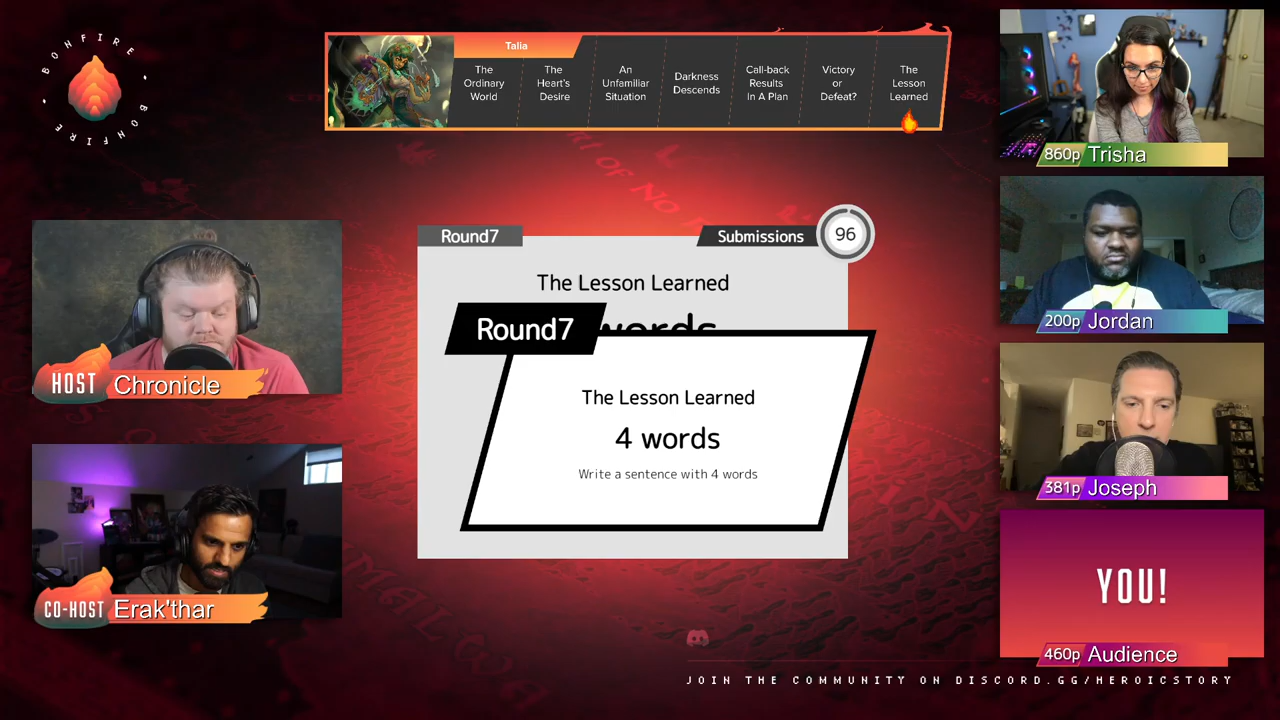 BONFIRE • BONFIRE •
Talia
The
Ordinary
World
The
Heart's
Desire
An
Unfamiliar
Situation
Darkness
Descends
Call-back
Results
In A Plan
Victory
or
Defeat?
The
Lesson
Learned
860p Trisha
200p Jordan
381p Joseph
YOU!
460p Audience
HOST Chronicle
CO-HOST Erak'thar
Round7
Submissions
96
The Lesson Learned
words
Round7
The Lesson Learned
4 words
Write a sentence with 4 words
JOIN THE COMMUNITY ON DISCORD.GG/HEROICSTORY